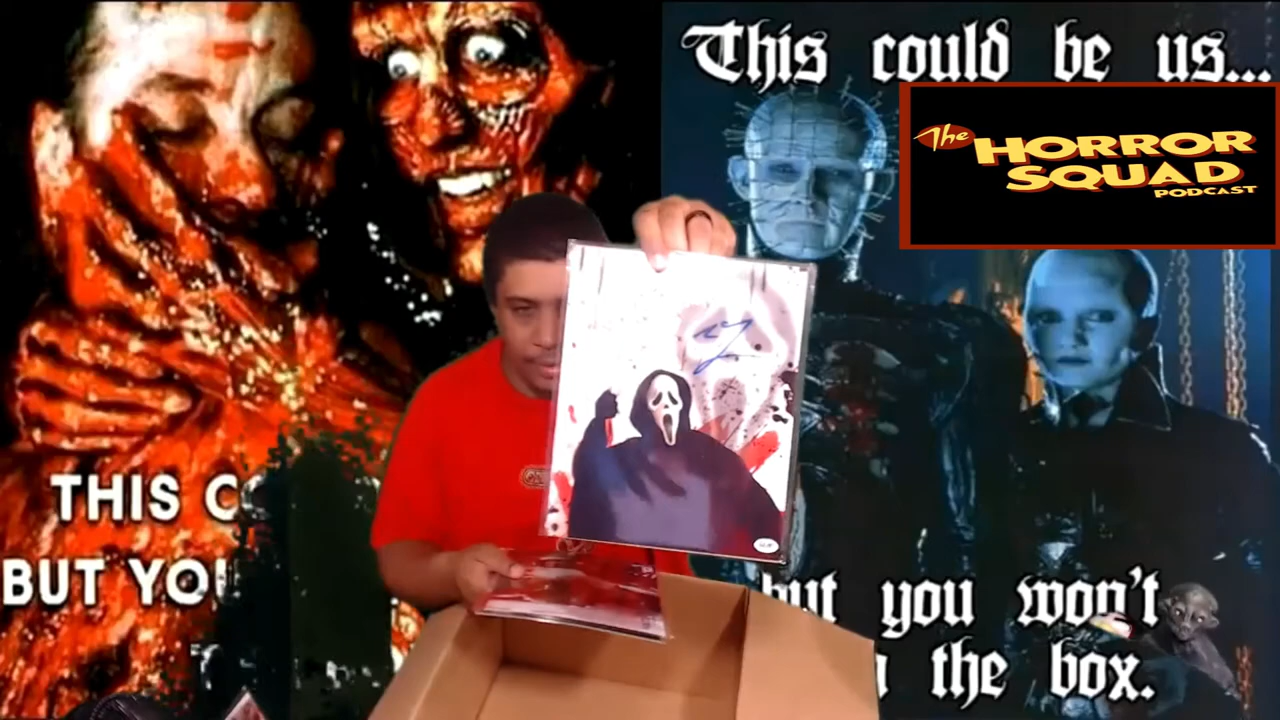 This could be us...
The
HORROR
SQUAD
PODCAST
THIS
BUT YOU
but you won't
the box.